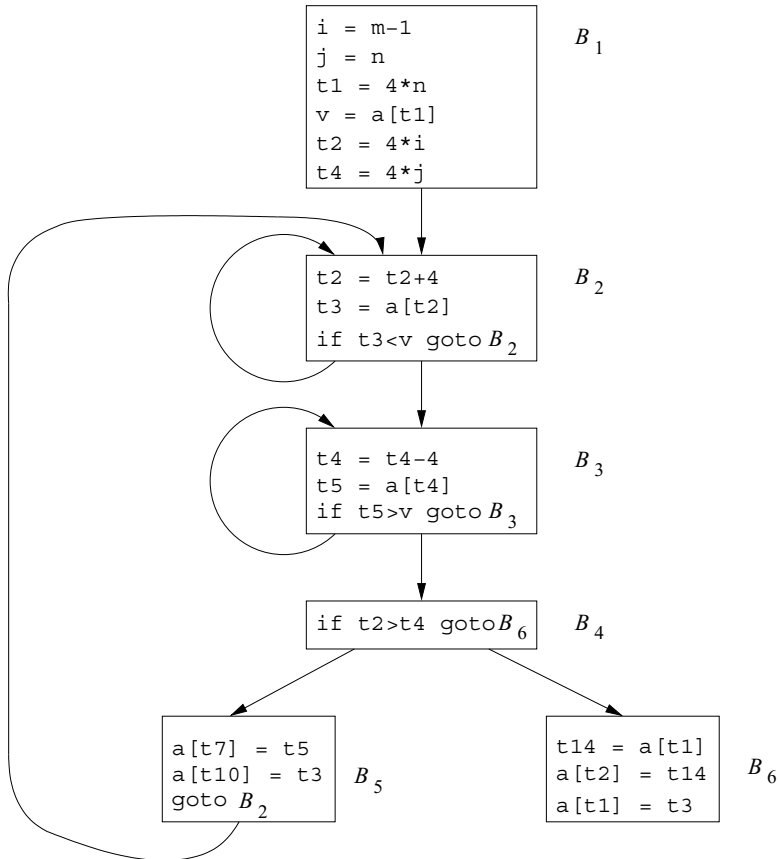 i = m-1
j = n
t1 = 4*n
v = a[t1]
t2 = 4*i
t4 = 4*j
B1
t2 = t2+4
t3 = a[t2]
if t3<v goto B2
B2
t4 = t4-4
t5 = a[t4]
if t5>v goto B3
B3
if t2>t4 goto B6
B4
a[t7] = t5
a[t10] = t3
goto B2
B5
t14 = a[t1]
a[t2] = t14
a[t1] = t3
B6